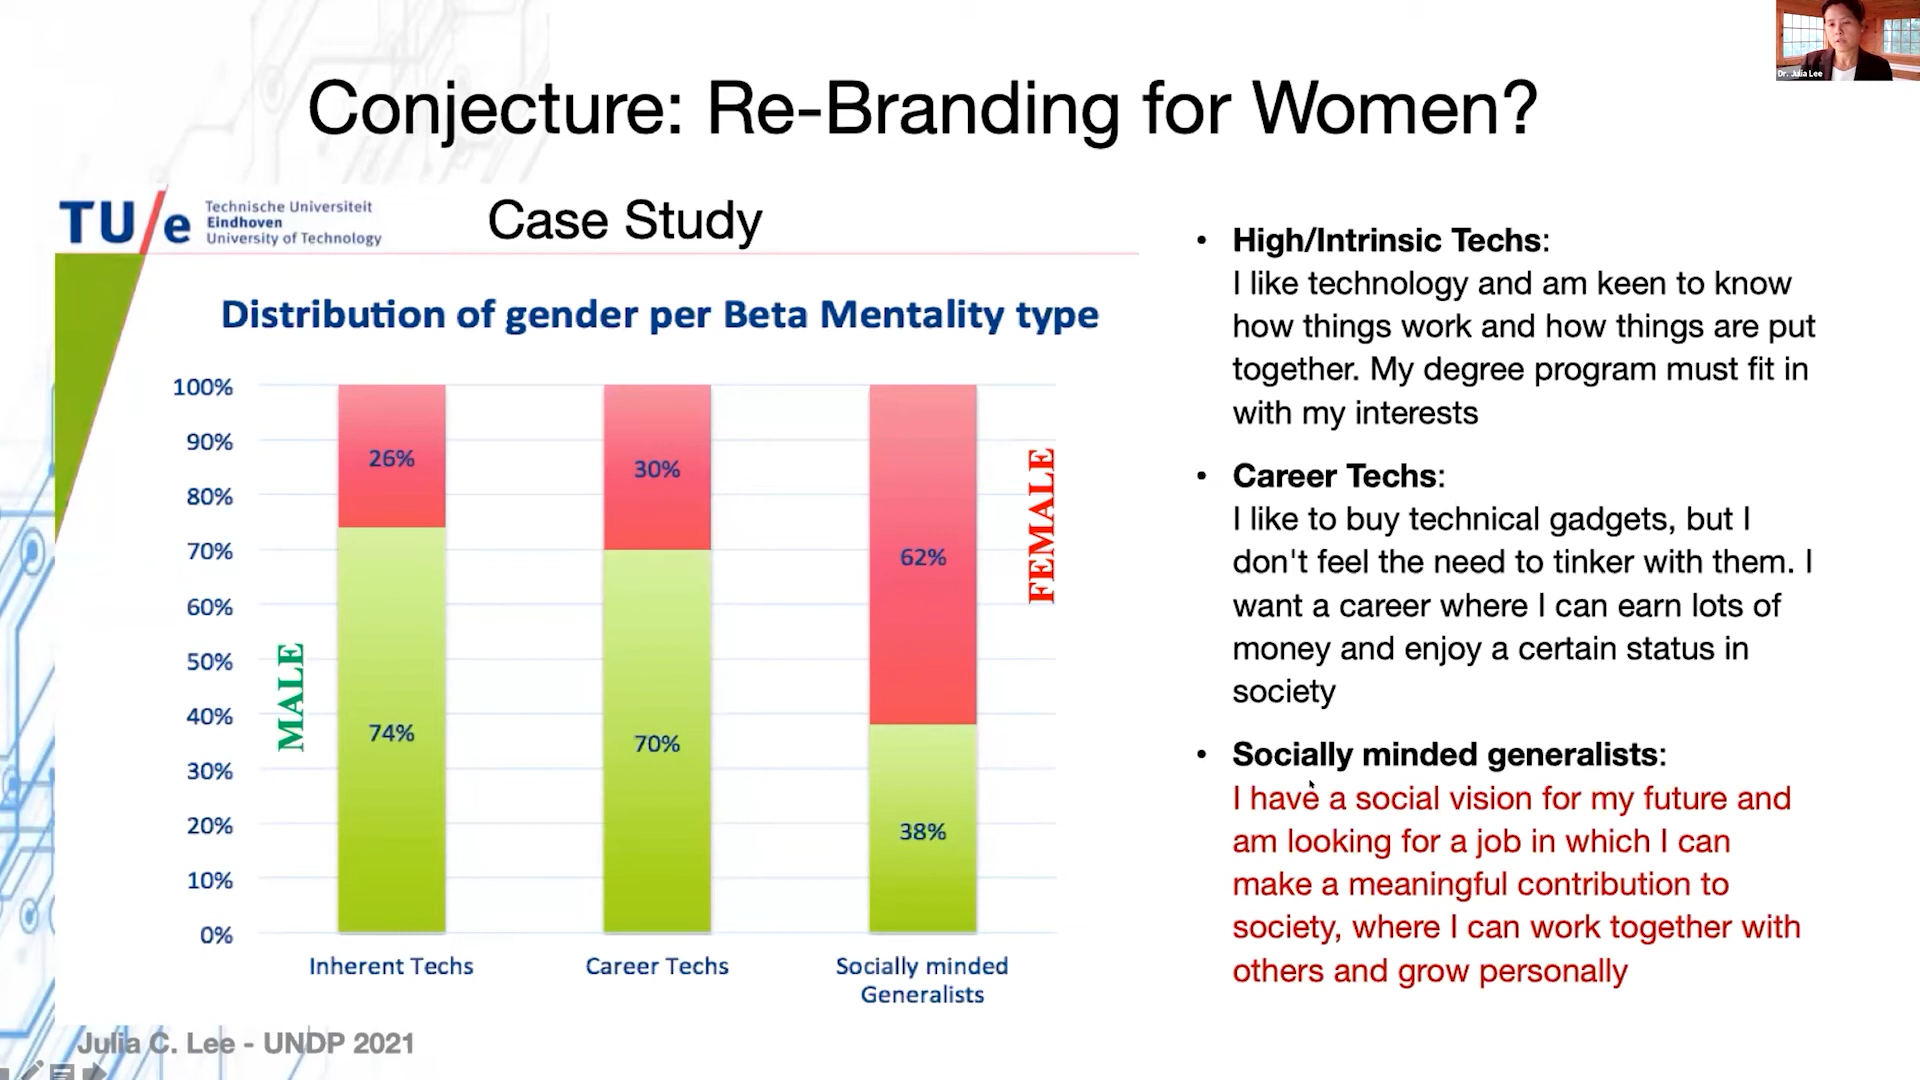 Dr. Julia Lee
Conjecture: Re-Branding for Women?
TU/e
Technische Universiteit
Eindhoven
University of Technology
Case Study
Distribution of gender per Beta Mentality type
100%
90%
80%
70%
60%
50%
40%
30%
20%
10%
0%
MALE
FEMALE
26%
74%
30%
70%
62%
38%
Inherent Techs
Career Techs
Socially minded
Generalists
• High/Intrinsic Techs:
I like technology and am keen to know
how things work and how things are put
together. My degree program must fit in
with my interests
• Career Techs:
I like to buy technical gadgets, but I
don't feel the need to tinker with them. I
want a career where I can earn lots of
money and enjoy a certain status in
society
• Socially minded generalists:
I have a social vision for my future and
am looking for a job in which I can
make a meaningful contribution to
society, where I can work together with
others and grow personally
Julia C. Lee - UNDP 2021